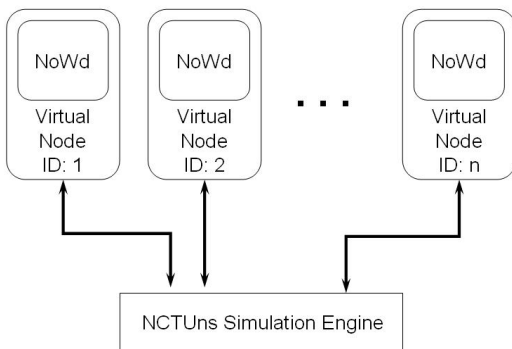 NoWd
Virtual
Node
ID: 1
NoWd
Virtual
Node
ID: 2
. . .
NoWd
Virtual
Node
ID: n
NCTUns Simulation Engine